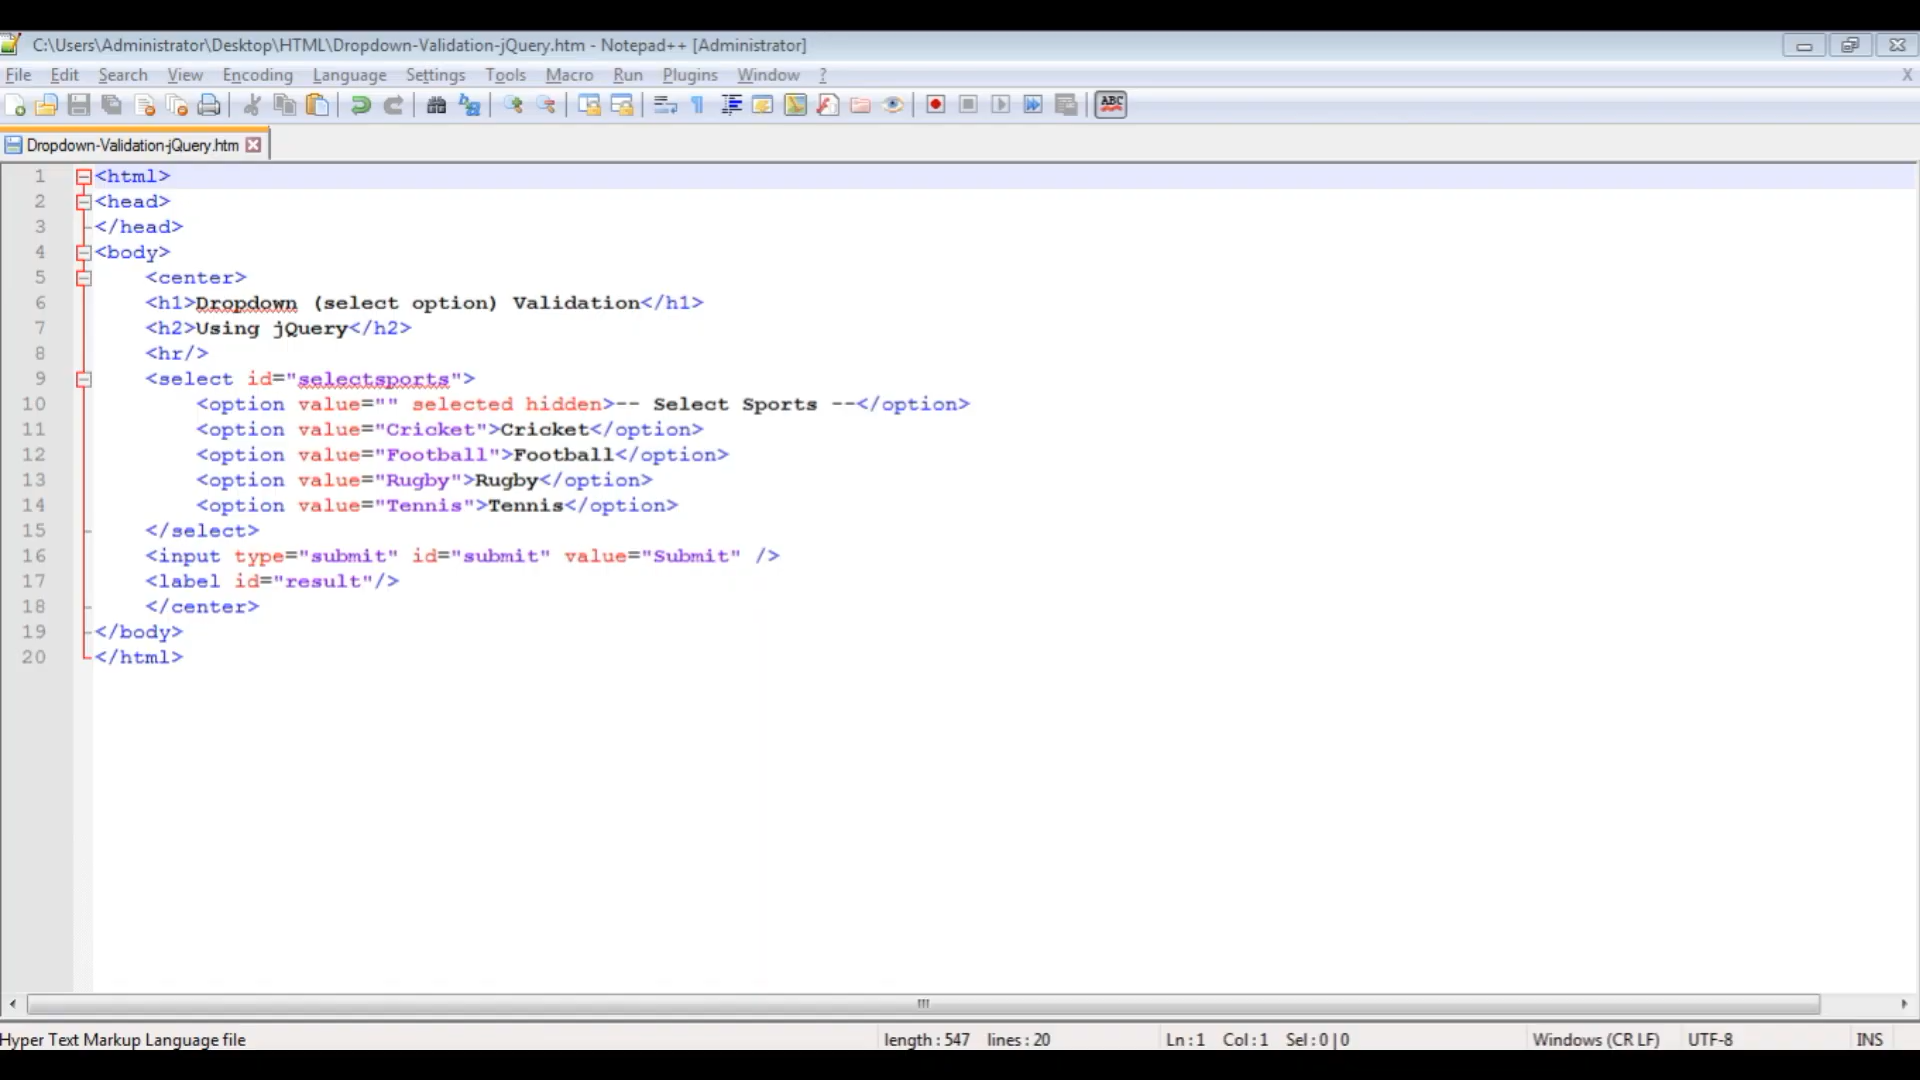 C:\Users\Administrator\Desktop\HTML\Dropdown-Validation-jQuery.htm - Notepad++ [Administrator]
File Edit Search View Encoding Language Settings Tools Macro Run Plugins Window ? X
ABC
Dropdown-Validation-jQuery.htm
1 <html>
2 <head>
3 </head>
4 <body>
5 <center>
6 <h1>Dropdown (select option) Validation</h1>
7 <h2>Using jQuery</h2>
8 <hr/>
9 <select id="selectsports">
10 <option value="" selected hidden>-- Select Sports --</option>
11 <option value="Cricket">Cricket</option>
12 <option value="Football">Football</option>
13 <option value="Rugby">Rugby</option>
14 <option value="Tennis">Tennis</option>
15 </select>
16 <input type="submit" id="submit" value="Submit" />
17 <label id="result"/>
18 </center>
19 </body>
20 </html>
Hyper Text Markup Language file length : 547 lines : 20 Ln : 1 Col : 1 Sel : 0 | 0 Windows (CR LF) UTF-8 INS